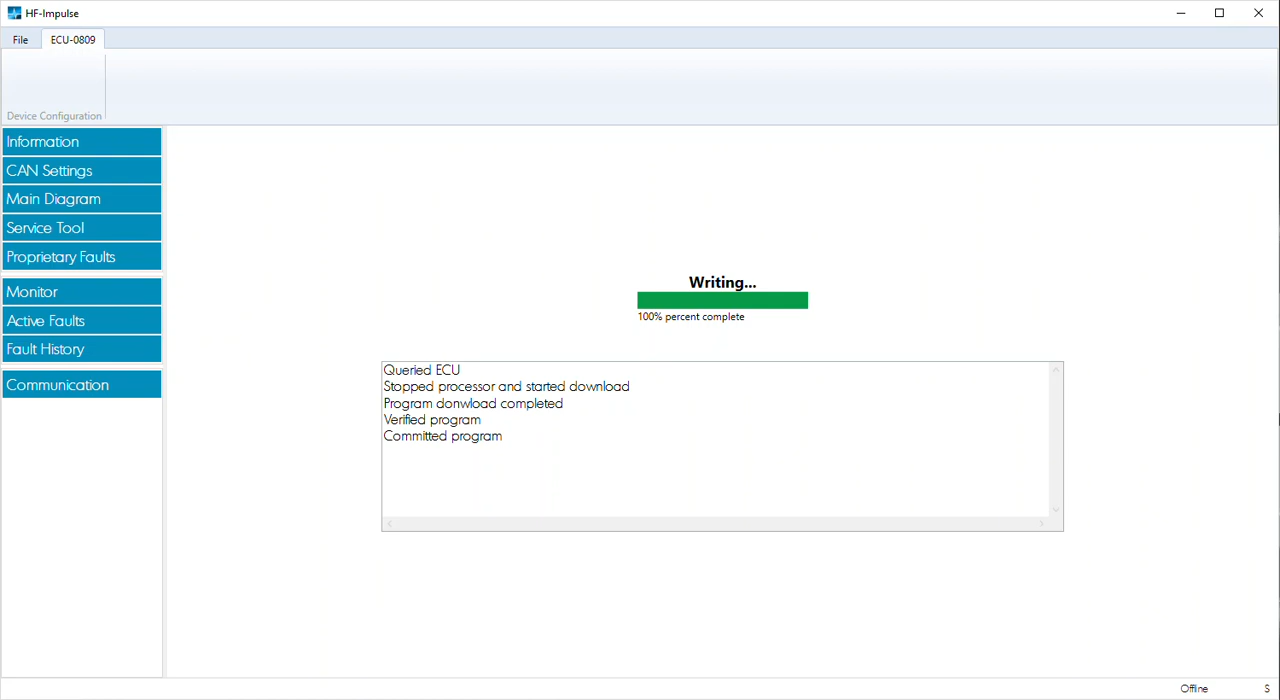 HF-Impulse
File ECU-0809
Device Configuration
Information
CAN Settings
Main Diagram
Service Tool
Proprietary Faults
Monitor
Active Faults
Fault History
Communication
Writing...
100% percent complete
Queried ECU
Stopped processor and started download
Program donwload completed
Verified program
Committed program
Offline S